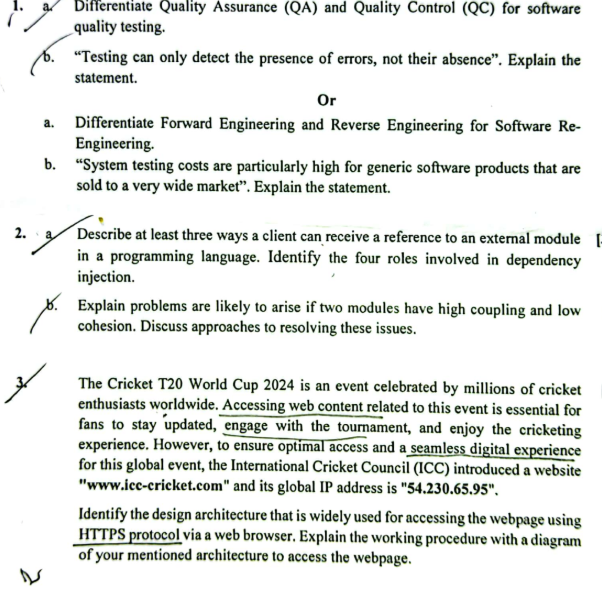 1. a. Differentiate Quality Assurance (QA) and Quality Control (QC) for software
quality testing.
b. “Testing can only detect the presence of errors, not their absence”. Explain the
statement.
Or
a. Differentiate Forward Engineering and Reverse Engineering for Software Re-
Engineering.
b. “System testing costs are particularly high for generic software products that are
sold to a very wide market”. Explain the statement.
2. a. Describe at least three ways a client can receive a reference to an external module [
in a programming language. Identify the four roles involved in dependency
injection.
b. Explain problems are likely to arise if two modules have high coupling and low
cohesion. Discuss approaches to resolving these issues.
3. The Cricket T20 World Cup 2024 is an event celebrated by millions of cricket
enthusiasts worldwide. Accessing web content related to this event is essential for
fans to stay updated, engage with the tournament, and enjoy the cricketing
experience. However, to ensure optimal access and a seamless digital experience
for this global event, the International Cricket Council (ICC) introduced a website
"www.icc-cricket.com" and its global IP address is "54.230.65.95".
Identify the design architecture that is widely used for accessing the webpage using
HTTPS protocol via a web browser. Explain the working procedure with a diagram
of your mentioned architecture to access the webpage.